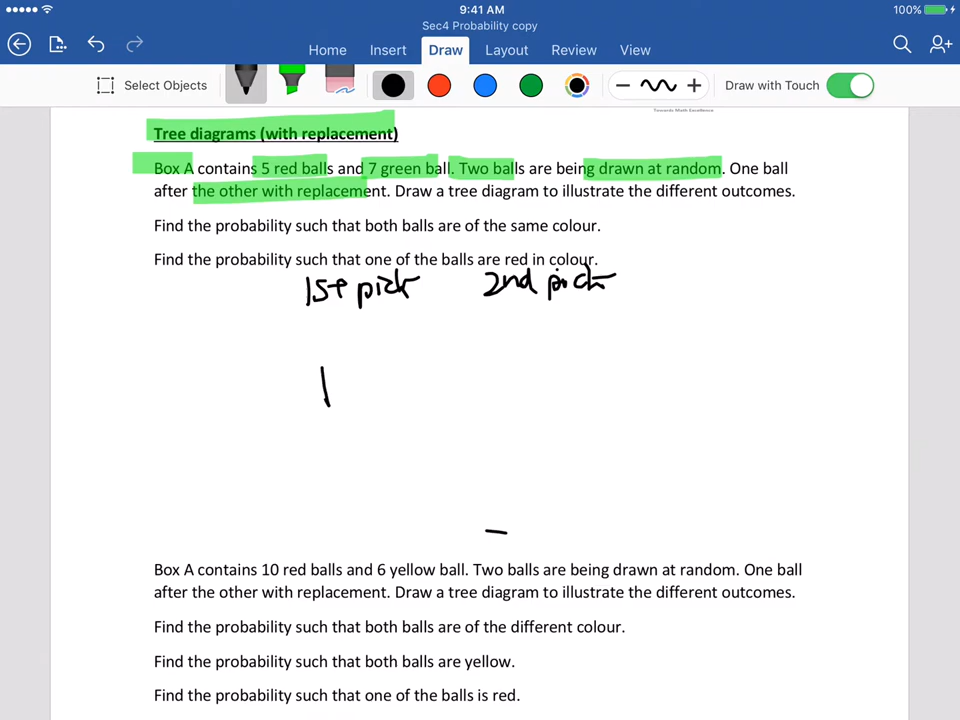 9:41 AM
100%
Sec4 Probability copy
Home Insert Draw Layout Review View
Select Objects
Draw with Touch
Towards Math Excellence
Tree diagrams (with replacement)
Box A contains 5 red balls and 7 green ball. Two balls are being drawn at random. One ball
after the other with replacement. Draw a tree diagram to illustrate the different outcomes.
Find the probability such that both balls are of the same colour.
Find the probability such that one of the balls are red in colour.
1st pick 2nd pick
Box A contains 10 red balls and 6 yellow ball. Two balls are being drawn at random. One ball
after the other with replacement. Draw a tree diagram to illustrate the different outcomes.
Find the probability such that both balls are of the different colour.
Find the probability such that both balls are yellow.
Find the probability such that one of the balls is red.